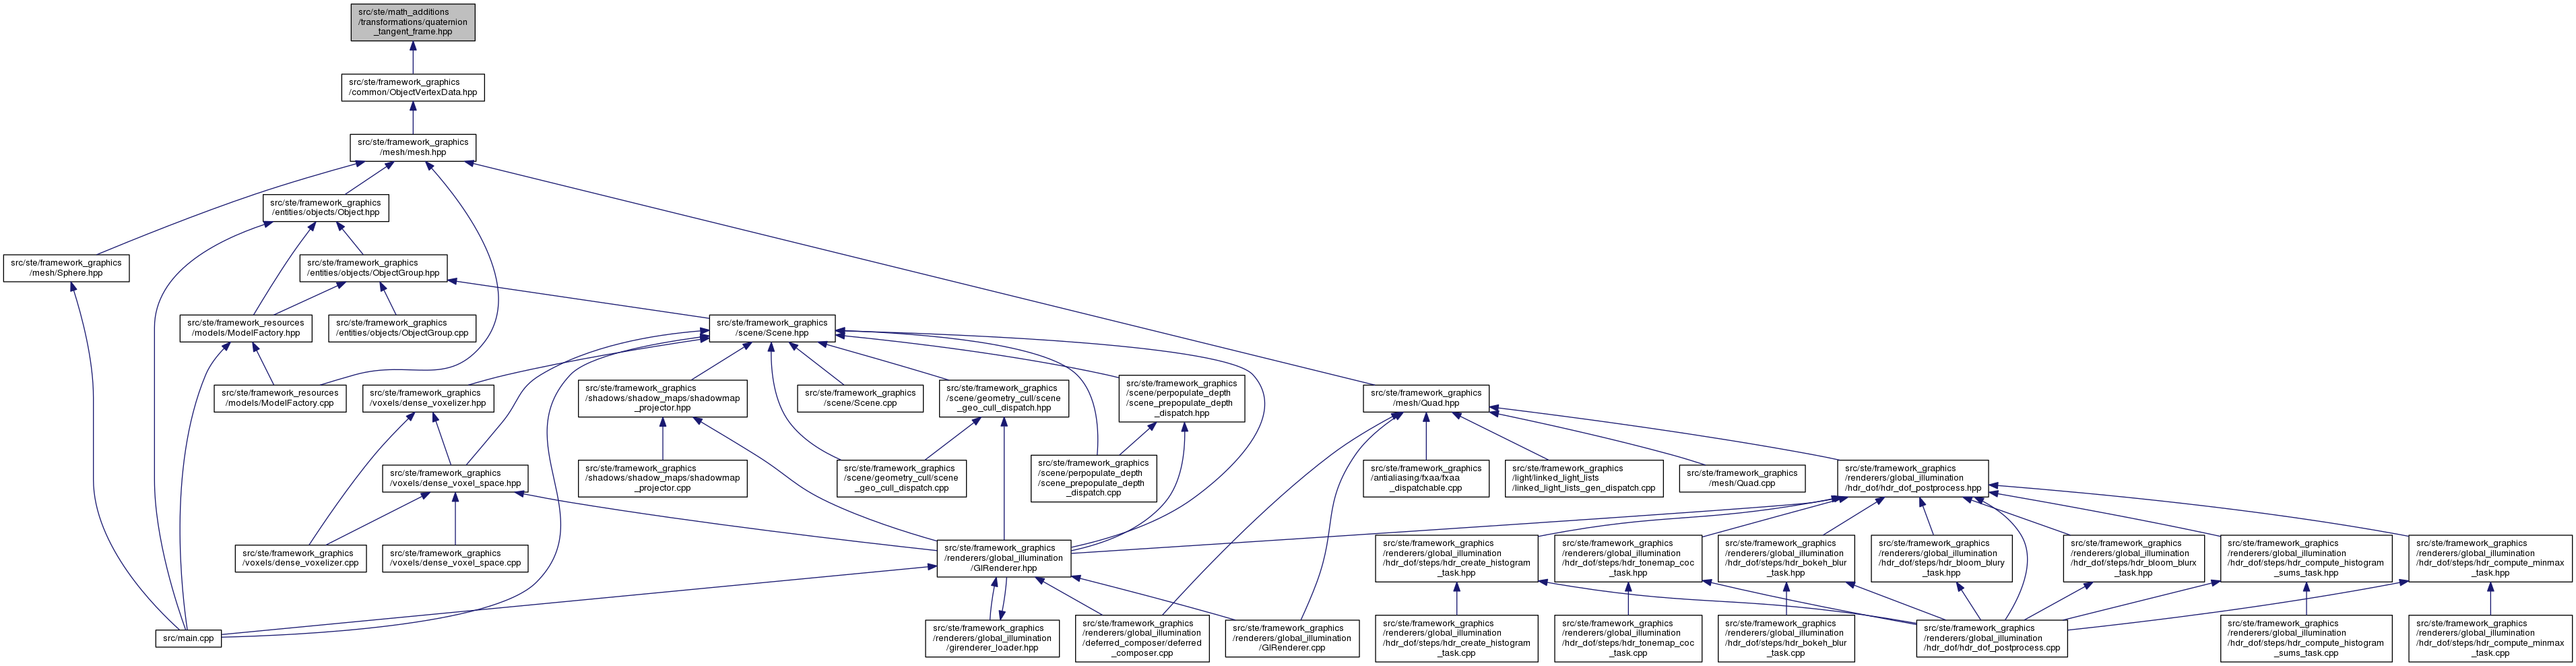 src/ste/math_additions
/transformations/quaternion
_tangent_frame.hpp
src/ste/framework_graphics
/common/ObjectVertexData.hpp
src/ste/framework_graphics
/mesh/mesh.hpp
src/ste/framework_graphics
/entities/objects/Object.hpp
src/ste/framework_graphics
/mesh/Sphere.hpp
src/ste/framework_graphics
/entities/objects/ObjectGroup.hpp
src/ste/framework_resources
/models/ModelFactory.hpp
src/ste/framework_graphics
/entities/objects/ObjectGroup.cpp
src/ste/framework_graphics
/scene/Scene.hpp
src/ste/framework_resources
/models/ModelFactory.cpp
src/ste/framework_graphics
/voxels/dense_voxelizer.hpp
src/ste/framework_graphics
/shadows/shadow_maps/shadowmap
_projector.hpp
src/ste/framework_graphics
/scene/Scene.cpp
src/ste/framework_graphics
/scene/geometry_cull/scene
_geo_cull_dispatch.hpp
src/ste/framework_graphics
/scene/perpopulate_depth
/scene_prepopulate_depth
_dispatch.hpp
src/ste/framework_graphics
/mesh/Quad.hpp
src/ste/framework_graphics
/voxels/dense_voxel_space.hpp
src/ste/framework_graphics
/shadows/shadow_maps/shadowmap
_projector.cpp
src/ste/framework_graphics
/scene/geometry_cull/scene
_geo_cull_dispatch.cpp
src/ste/framework_graphics
/scene/perpopulate_depth
/scene_prepopulate_depth
_dispatch.cpp
src/ste/framework_graphics
/antialiasing/fxaa/fxaa
_dispatchable.cpp
src/ste/framework_graphics
/light/linked_light_lists
/linked_light_lists_gen_dispatch.cpp
src/ste/framework_graphics
/mesh/Quad.cpp
src/ste/framework_graphics
/renderers/global_illumination
/hdr_dof/hdr_dof_postprocess.hpp
src/ste/framework_graphics
/voxels/dense_voxelizer.cpp
src/ste/framework_graphics
/voxels/dense_voxel_space.cpp
src/ste/framework_graphics
/renderers/global_illumination
/GIRenderer.hpp
src/ste/framework_graphics
/renderers/global_illumination
/hdr_dof/steps/hdr_create_histogram
_task.hpp
src/ste/framework_graphics
/renderers/global_illumination
/hdr_dof/steps/hdr_tonemap_coc
_task.hpp
src/ste/framework_graphics
/renderers/global_illumination
/hdr_dof/steps/hdr_bokeh_blur
_task.hpp
src/ste/framework_graphics
/renderers/global_illumination
/hdr_dof/steps/hdr_bloom_blury
_task.hpp
src/ste/framework_graphics
/renderers/global_illumination
/hdr_dof/steps/hdr_bloom_blurx
_task.hpp
src/ste/framework_graphics
/renderers/global_illumination
/hdr_dof/steps/hdr_compute_histogram
_sums_task.hpp
src/ste/framework_graphics
/renderers/global_illumination
/hdr_dof/steps/hdr_compute_minmax
_task.hpp
src/main.cpp
src/ste/framework_graphics
/renderers/global_illumination
/girenderer_loader.hpp
src/ste/framework_graphics
/renderers/global_illumination
/deferred_composer/deferred
_composer.cpp
src/ste/framework_graphics
/renderers/global_illumination
/GIRenderer.cpp
src/ste/framework_graphics
/renderers/global_illumination
/hdr_dof/steps/hdr_create_histogram
_task.cpp
src/ste/framework_graphics
/renderers/global_illumination
/hdr_dof/steps/hdr_tonemap_coc
_task.cpp
src/ste/framework_graphics
/renderers/global_illumination
/hdr_dof/steps/hdr_bokeh_blur
_task.cpp
src/ste/framework_graphics
/renderers/global_illumination
/hdr_dof/hdr_dof_postprocess.cpp
src/ste/framework_graphics
/renderers/global_illumination
/hdr_dof/steps/hdr_compute_histogram
_sums_task.cpp
src/ste/framework_graphics
/renderers/global_illumination
/hdr_dof/steps/hdr_compute_minmax
_task.cpp